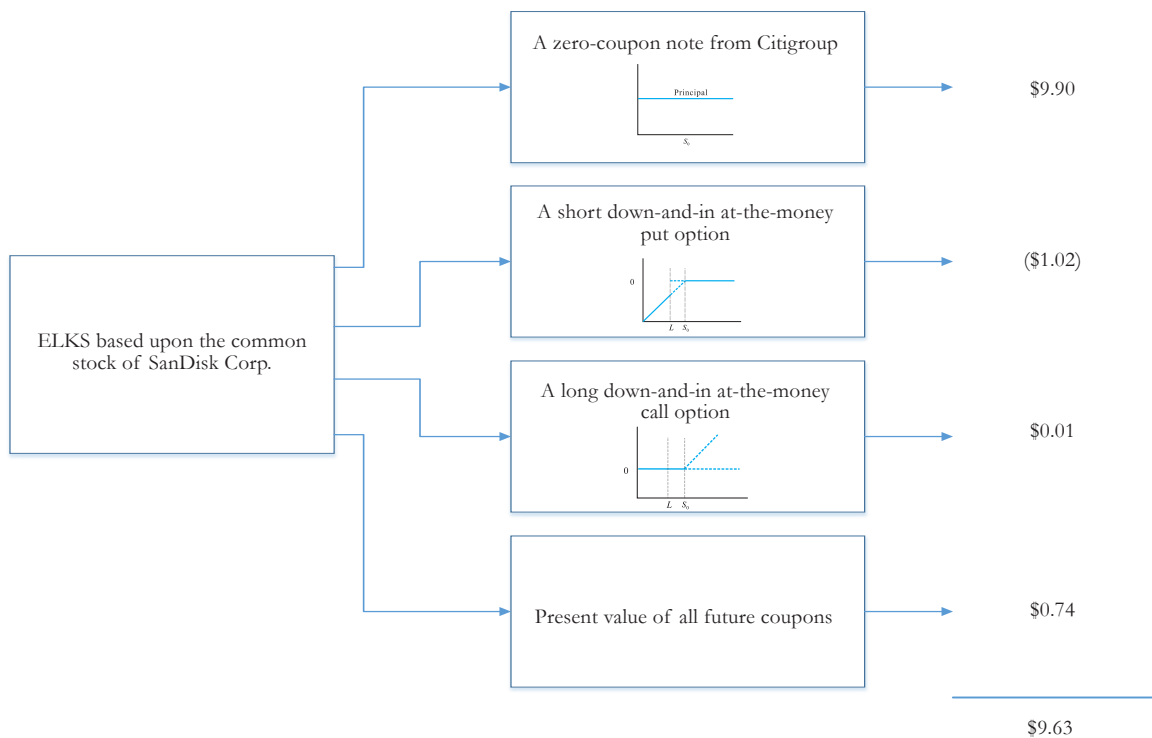 ELKS based upon the common
stock of SanDisk Corp.
A zero-coupon note from Citigroup
Principal
S₀
$9.90
A short down-and-in at-the-money
put option
0
L S₀
($1.02)
A long down-and-in at-the-money
call option
0
L S₀
$0.01
Present value of all future coupons
$0.74
$9.63